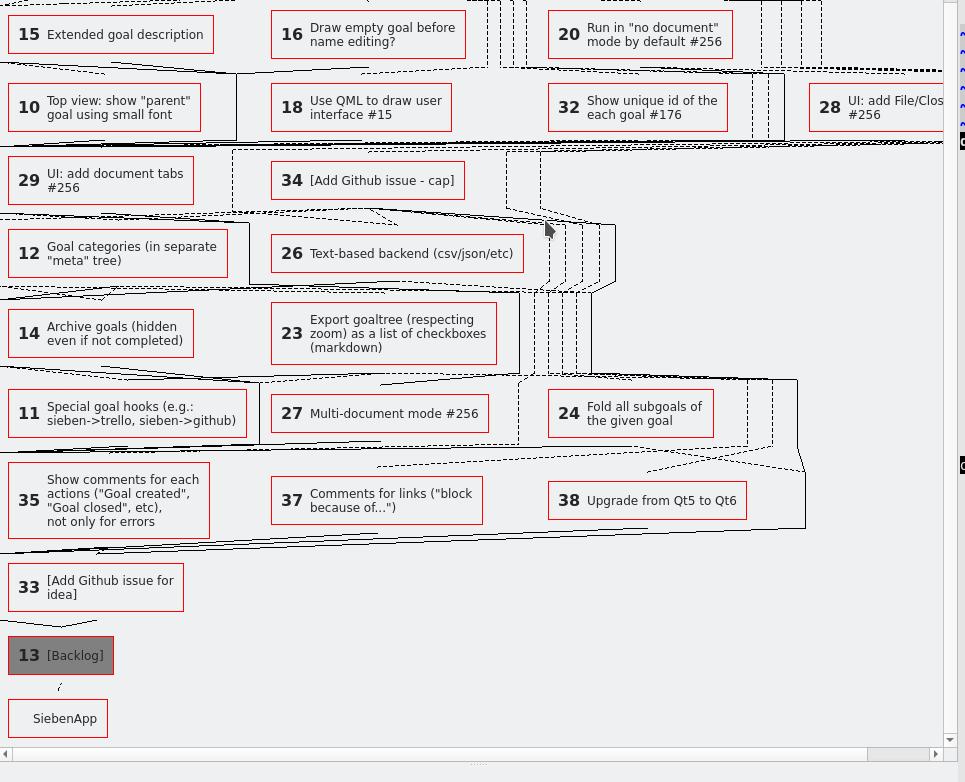 15 Extended goal description
16 Draw empty goal before
name editing?
20 Run in "no document"
mode by default #256
10 Top view: show "parent"
goal using small font
18 Use QML to draw user
interface #15
32 Show unique id of the
each goal #176
28 UI: add File/Clos
#256
29 UI: add document tabs
#256
34 [Add Github issue - cap]
12 Goal categories (in separate
"meta" tree)
26 Text-based backend (csv/json/etc)
14 Archive goals (hidden
even if not completed)
23 Export goaltree (respecting
zoom) as a list of checkboxes
(markdown)
11 Special goal hooks (e.g.:
sieben->trello, sieben->github)
27 Multi-document mode #256
24 Fold all subgoals of
the given goal
35 Show comments for each
actions ("Goal created",
"Goal closed", etc),
not only for errors
37 Comments for links ("block
because of...")
38 Upgrade from Qt5 to Qt6
33 [Add Github issue for
idea]
13 [Backlog]
SiebenApp